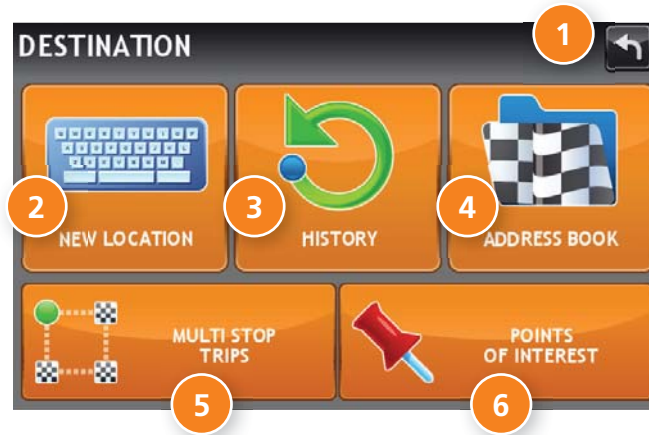 DESTINATION
1
2
NEW LOCATION
3
HISTORY
4
ADDRESS BOOK
MULTI STOP
TRIPS
5
POINTS
OF INTEREST
6